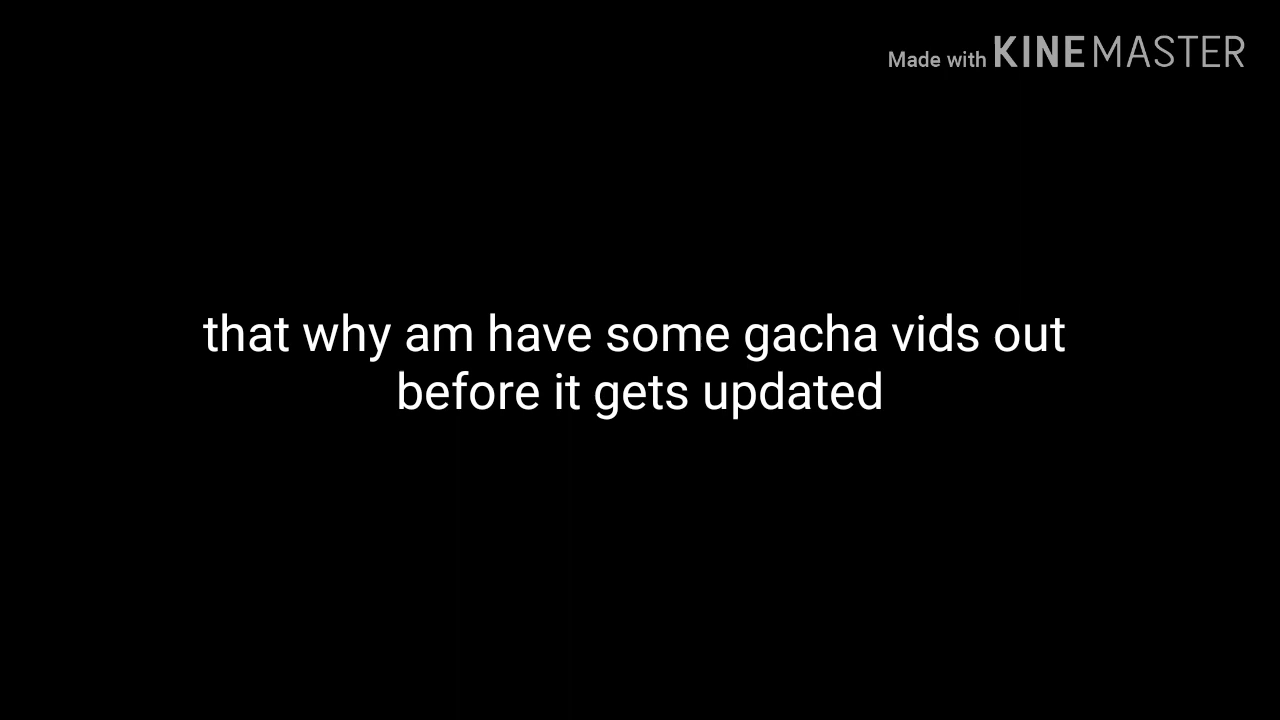 Made with KINEMASTER
that why am have some gacha vids out
before it gets updated